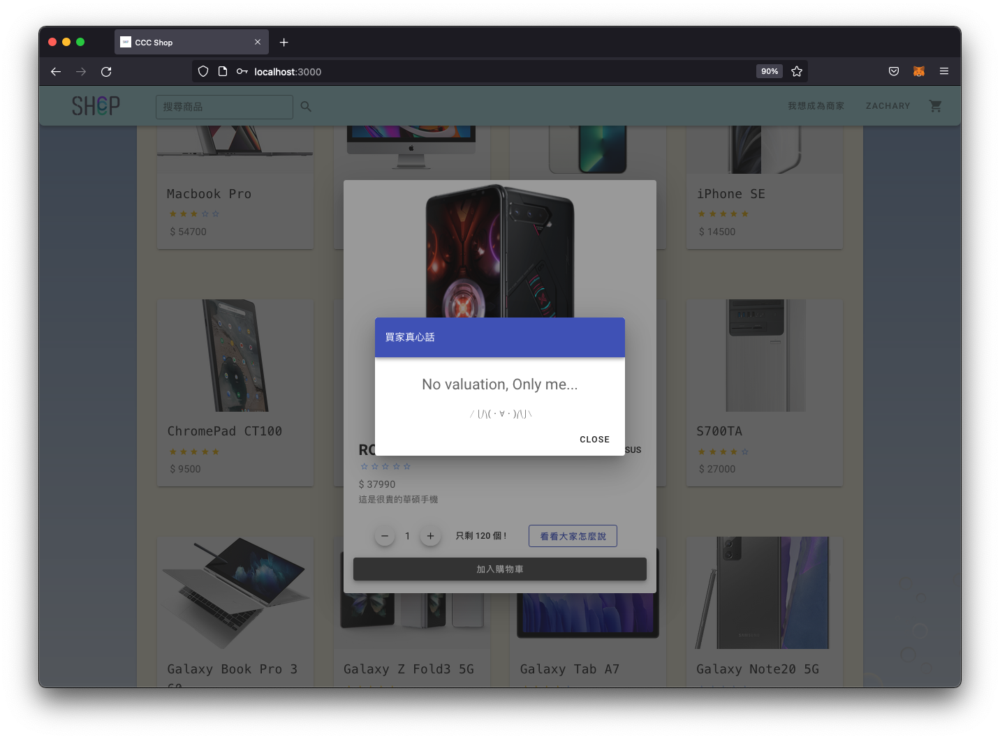 CCC Shop
localhost:3000
90%
SHOP
搜尋商品
我想成為商家
ZACHARY
Macbook Pro
$ 54700
iPhone SE
$ 14500
買家真心話
No valuation, Only me...
CLOSE
ChromePad CT100
$ 9500
S700TA
$ 27000
$ 37990
這是很貴的華碩手機
1
只剩 120 個 !
看看大家怎麼說
加入購物車
Galaxy Book Pro 3
Galaxy Z Fold3 5G
Galaxy Tab A7
Galaxy Note20 5G